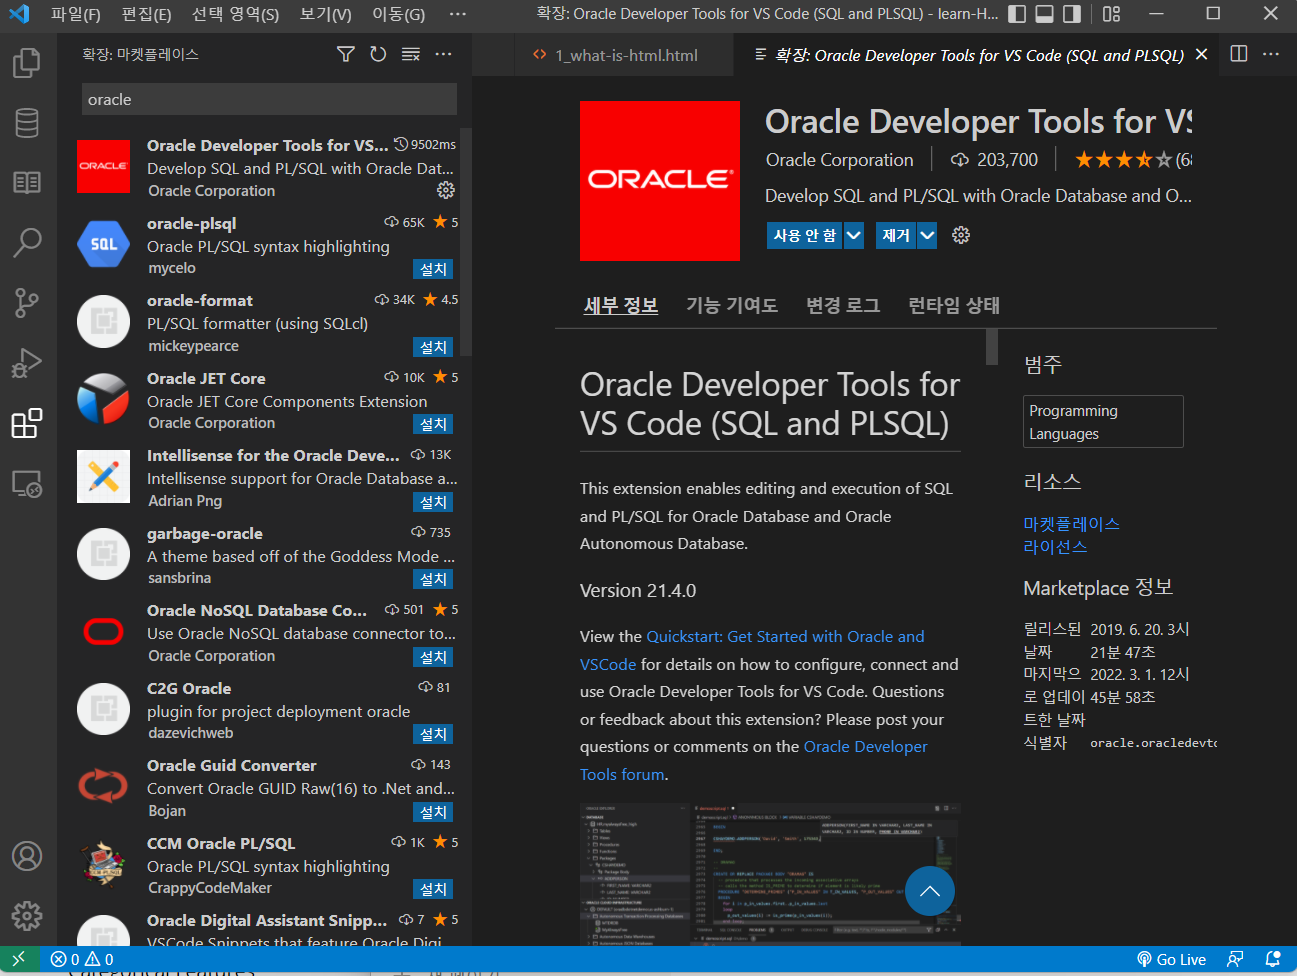 파일(F) 편집(E) 선택 영역(S) 보기(V) 이동(G) ··· 확장: Oracle Developer Tools for VS Code (SQL and PLSQL) - learn-H...
확장: 마켓플레이스
oracle
Oracle Developer Tools for VS... 9502ms
Develop SQL and PL/SQL with Oracle Dat...
Oracle Corporation
oracle-plsql 65K 5
Oracle PL/SQL syntax highlighting
mycelo 설치
SQL
oracle-format 34K 4.5
PL/SQL formatter (using SQLcl)
mickeypearce 설치
Oracle JET Core 10K 5
Oracle JET Core Components Extension
Oracle Corporation 설치
Intellisense for the Oracle Deve... 13K
Intellisense support for Oracle Database a...
Adrian Png 설치
garbage-oracle 735
A theme based off of the Goddess Mode ...
sansbrina 설치
Oracle NoSQL Database Co... 501 5
Use Oracle NoSQL database connector to...
Oracle Corporation 설치
C2G Oracle 81
plugin for project deployment oracle
dazevichweb 설치
Oracle Guid Converter 143
Convert Oracle GUID Raw(16) to .Net and...
Bojan 설치
CCM Oracle PL/SQL 1K 5
Oracle PL/SQL syntax highlighting
CrappyCodeMaker 설치
Oracle Digital Assistant Snipp... 7 5
VSCode Snippets that feature Oracle Digi
1_what-is-html.html
확장: Oracle Developer Tools for VS Code (SQL and PLSQL)
ORACLE
ORACLE
Oracle Developer Tools for VS
Oracle Corporation 203,700 (68
Develop SQL and PL/SQL with Oracle Database and O...
사용 안 함 제거
세부 정보 기능 기여도 변경 로그 런타임 상태
Oracle Developer Tools for
VS Code (SQL and PLSQL)
This extension enables editing and execution of SQL
and PL/SQL for Oracle Database and Oracle
Autonomous Database.
Version 21.4.0
View the Quickstart: Get Started with Oracle and
VSCode for details on how to configure, connect and
use Oracle Developer Tools for VS Code. Questions
or feedback about this extension? Please post your
questions or comments on the Oracle Developer
Tools forum.
범주
Programming
Languages
리소스
마켓플레이스
라이선스
Marketplace 정보
릴리스된 2019. 6. 20. 3시
날짜 21분 47초
마지막으 2022. 3. 1. 12시
로 업데이 45분 58초
트한 날짜
식별자 oracle.oracledevto
0 0 Go Live